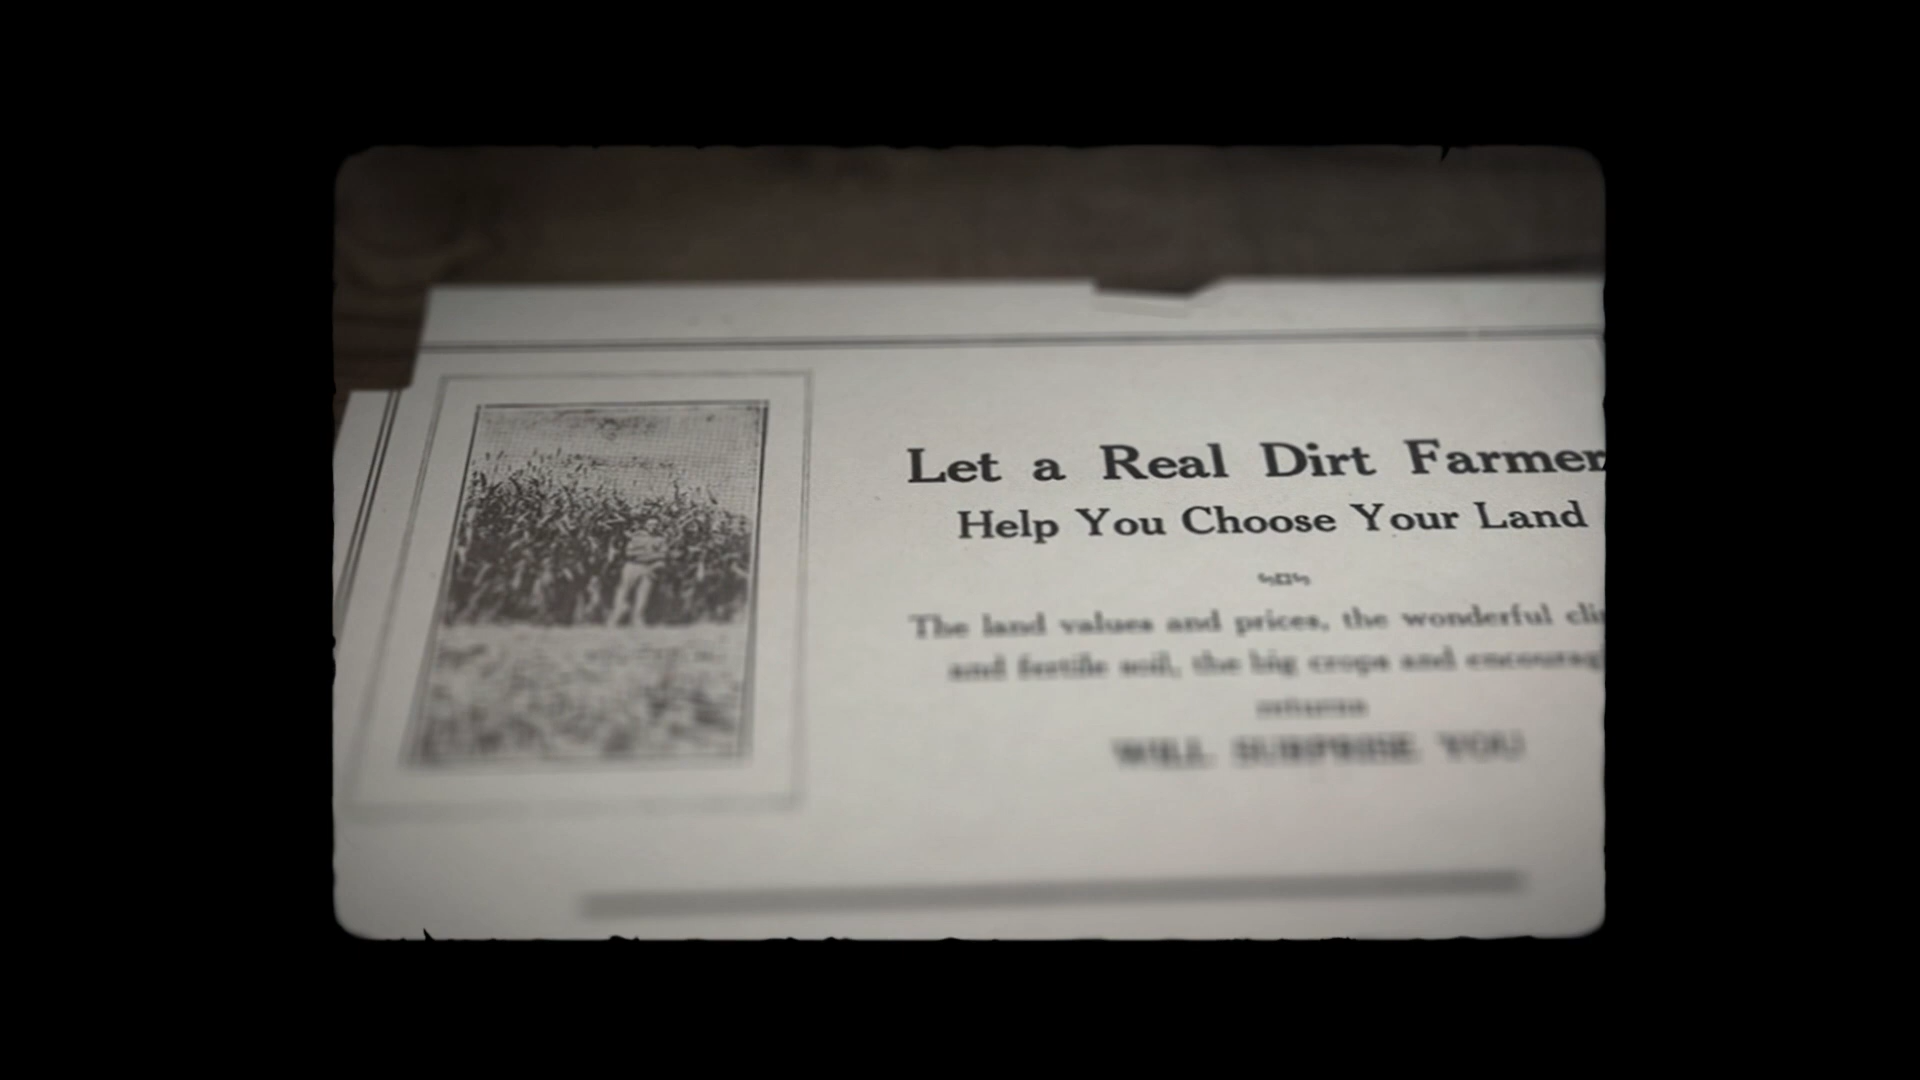 Let a Real Dirt Farmer
Help You Choose Your Land
The land values and prices, the wonderful
and fertile soil, the big crops and
returns
WILL SURPRISE YOU